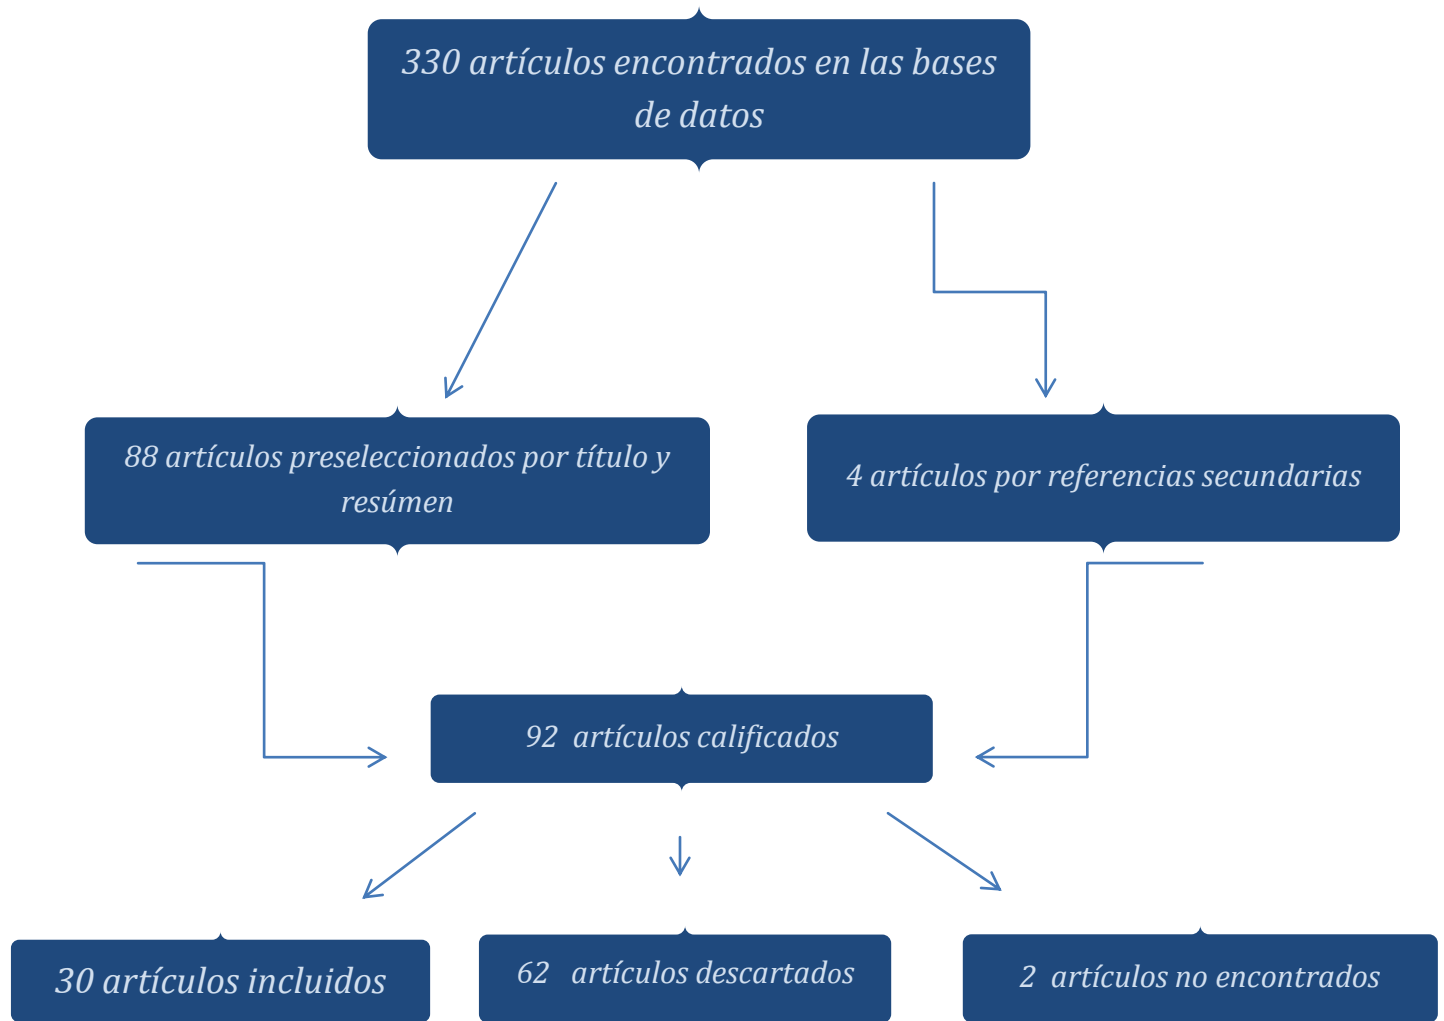 330 artículos encontrados en las bases
de datos
88 artículos preseleccionados por título y
resúmen
4 artículos por referencias secundarias
92 artículos calificados
30 artículos incluidos
62 artículos descartados
2 artículos no encontrados